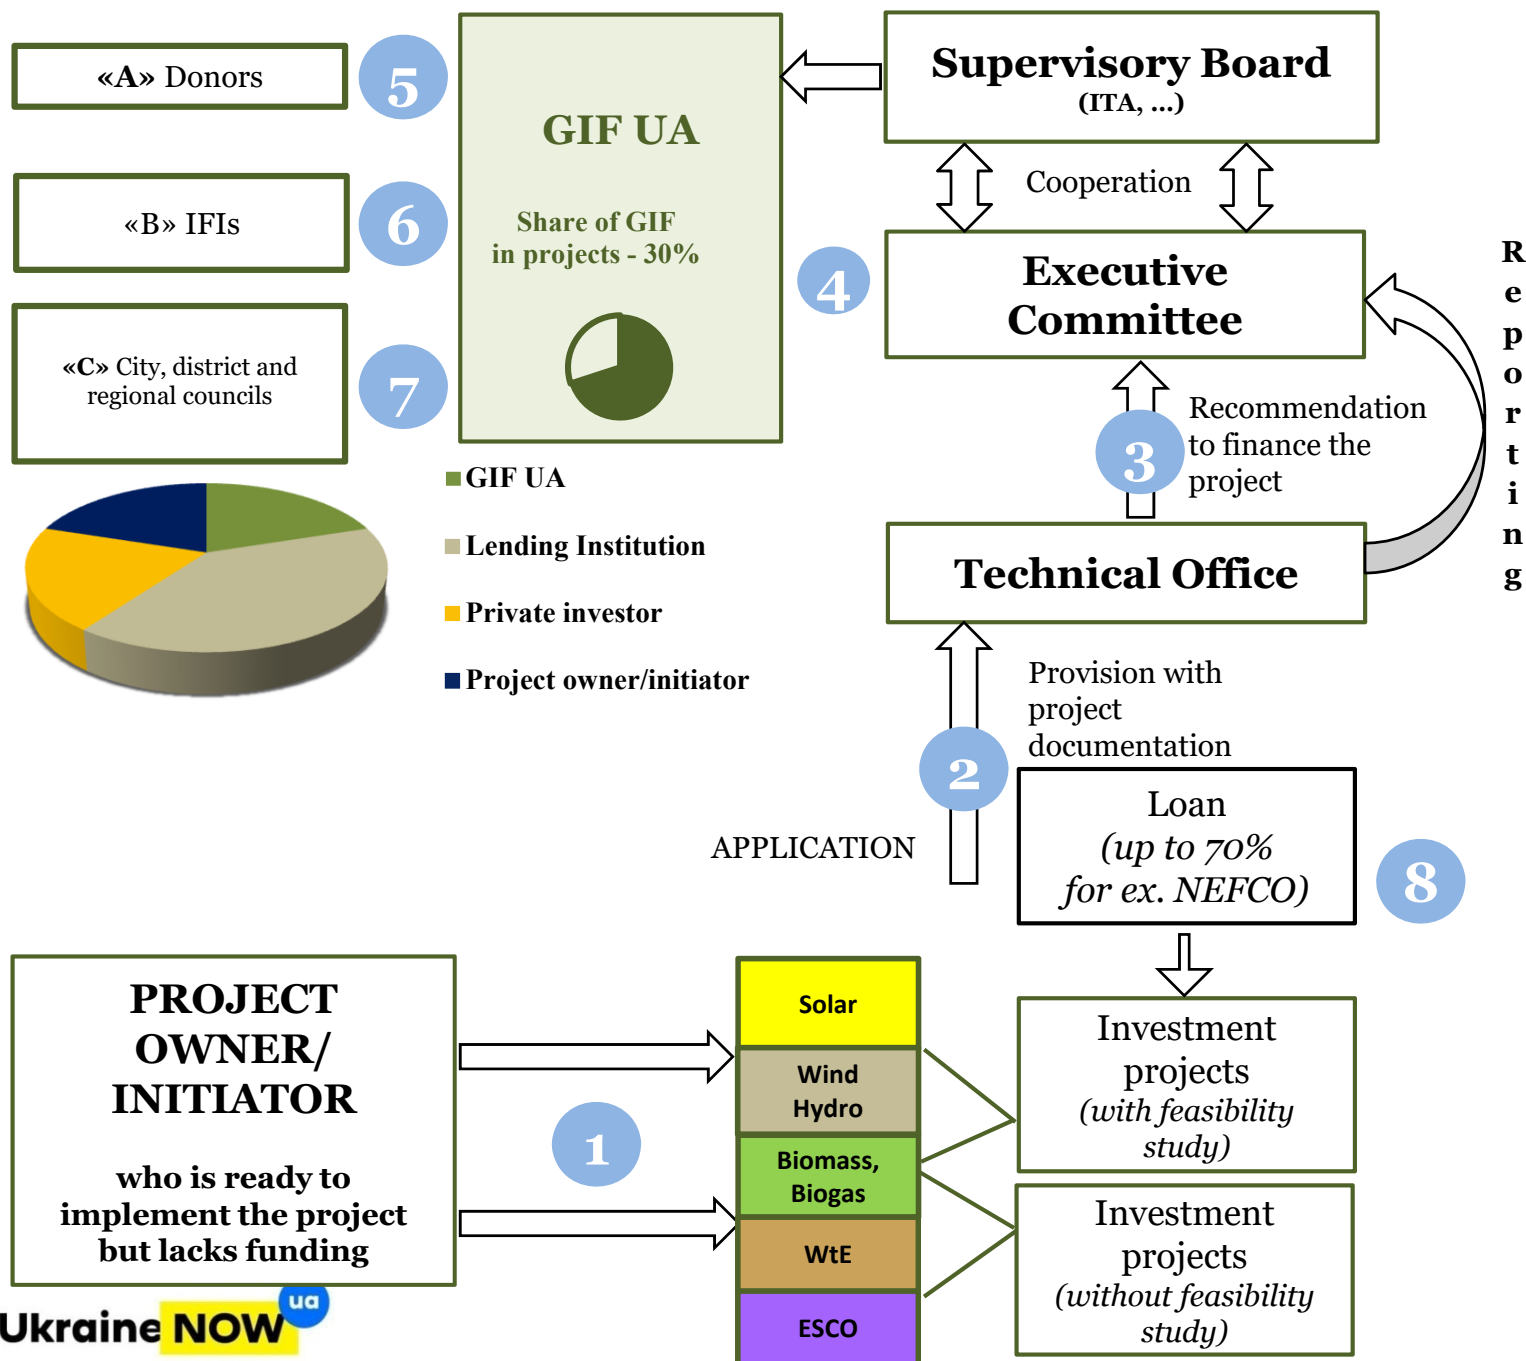 «A» Donors
5
«B» IFIs
6
«C» City, district and
regional councils
7
GIF UA
Share of GIF
in projects - 30%
Supervisory Board
(ITA, ...)
Cooperation
4
Executive
Committee
Reporting
3
Recommendation
to finance the
project
Technical Office
GIF UA
Lending Institution
Private investor
Project owner/initiator
Provision with
project
documentation
2
APPLICATION
Loan
(up to 70%
for ex. NEFCO)
8
PROJECT
OWNER/
INITIATOR
who is ready to
implement the project
but lacks funding
1
Solar
Wind
Hydro
Biomass,
Biogas
WtE
ESCO
Investment
projects
(with feasibility
study)
Investment
projects
(without feasibility
study)
Ukraine NOW ua